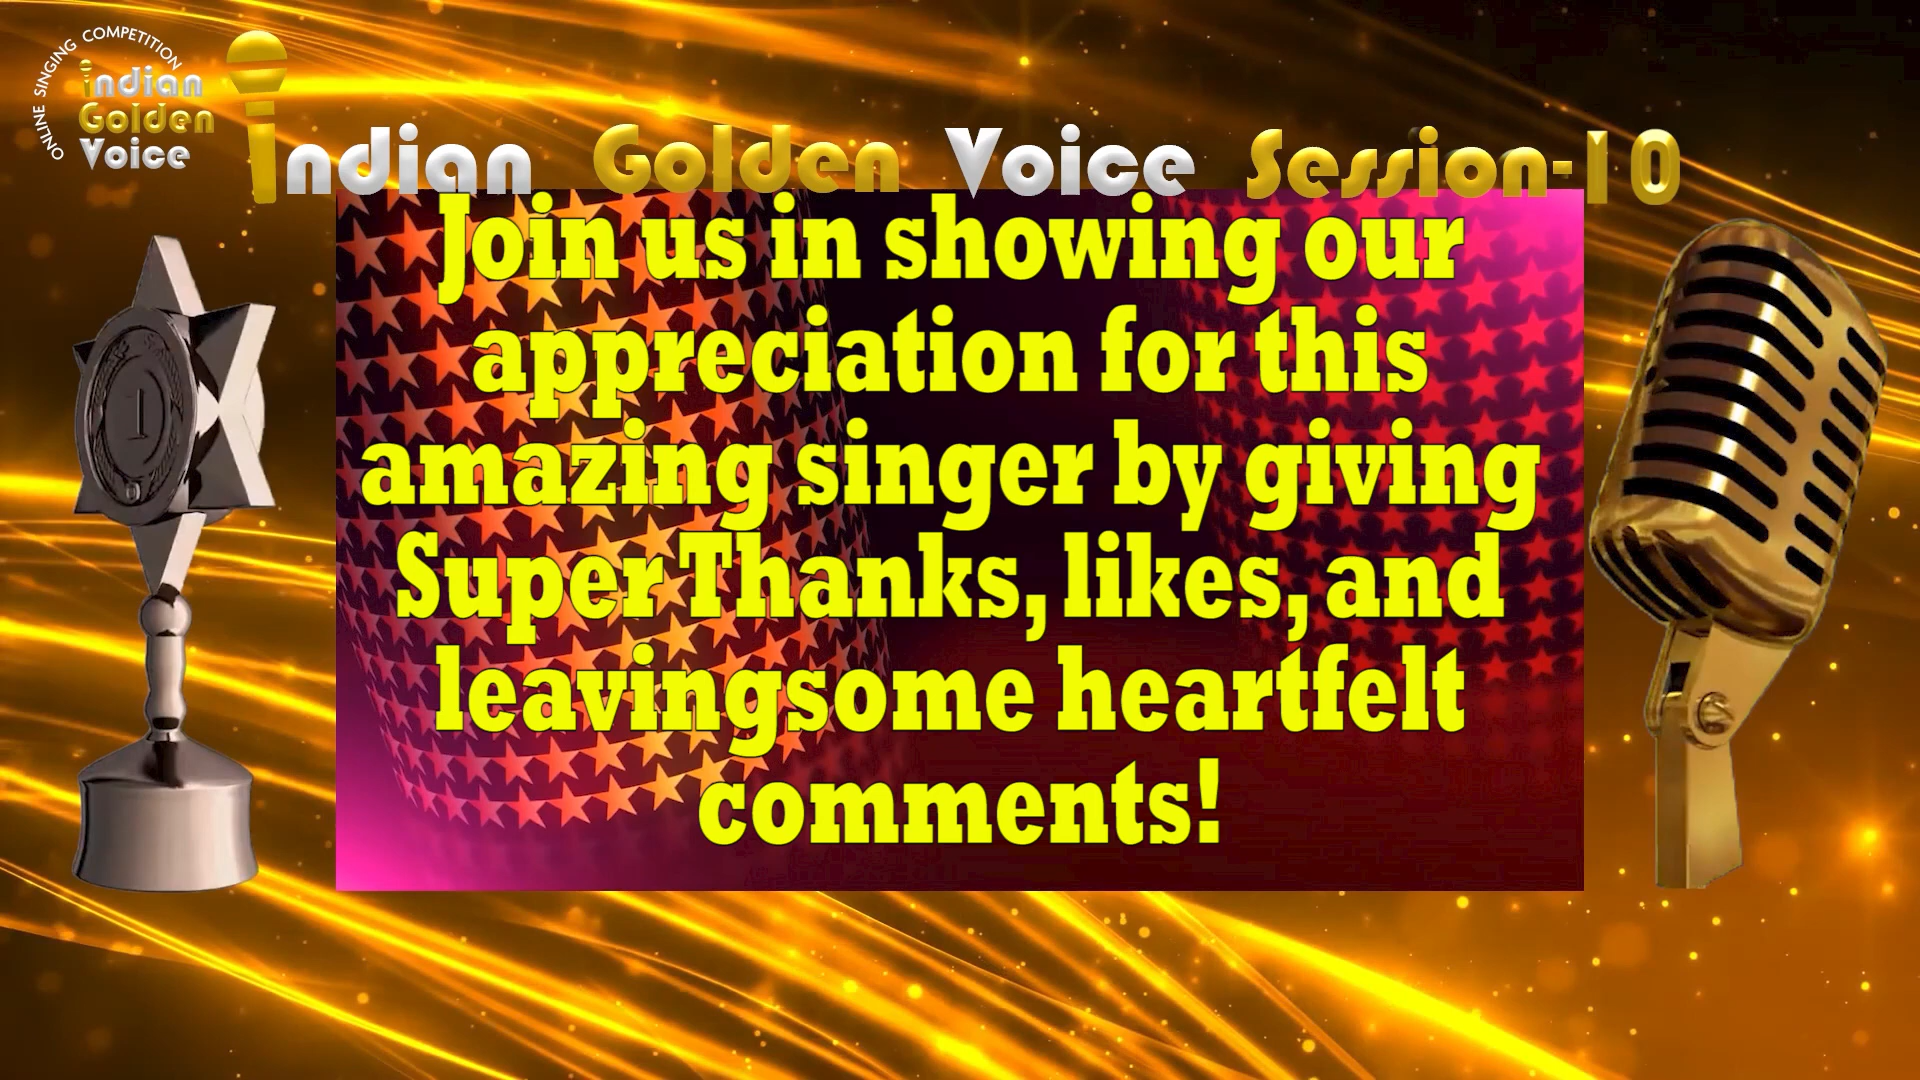 ONLINE SINGING COMPETITION
indian
Golden
Voice
indian Golden Voice Session-10
Join us in showing our
appreciation for this
amazing singer by giving
Super Thanks, likes, and
leavingsome heartfelt
comments!
1